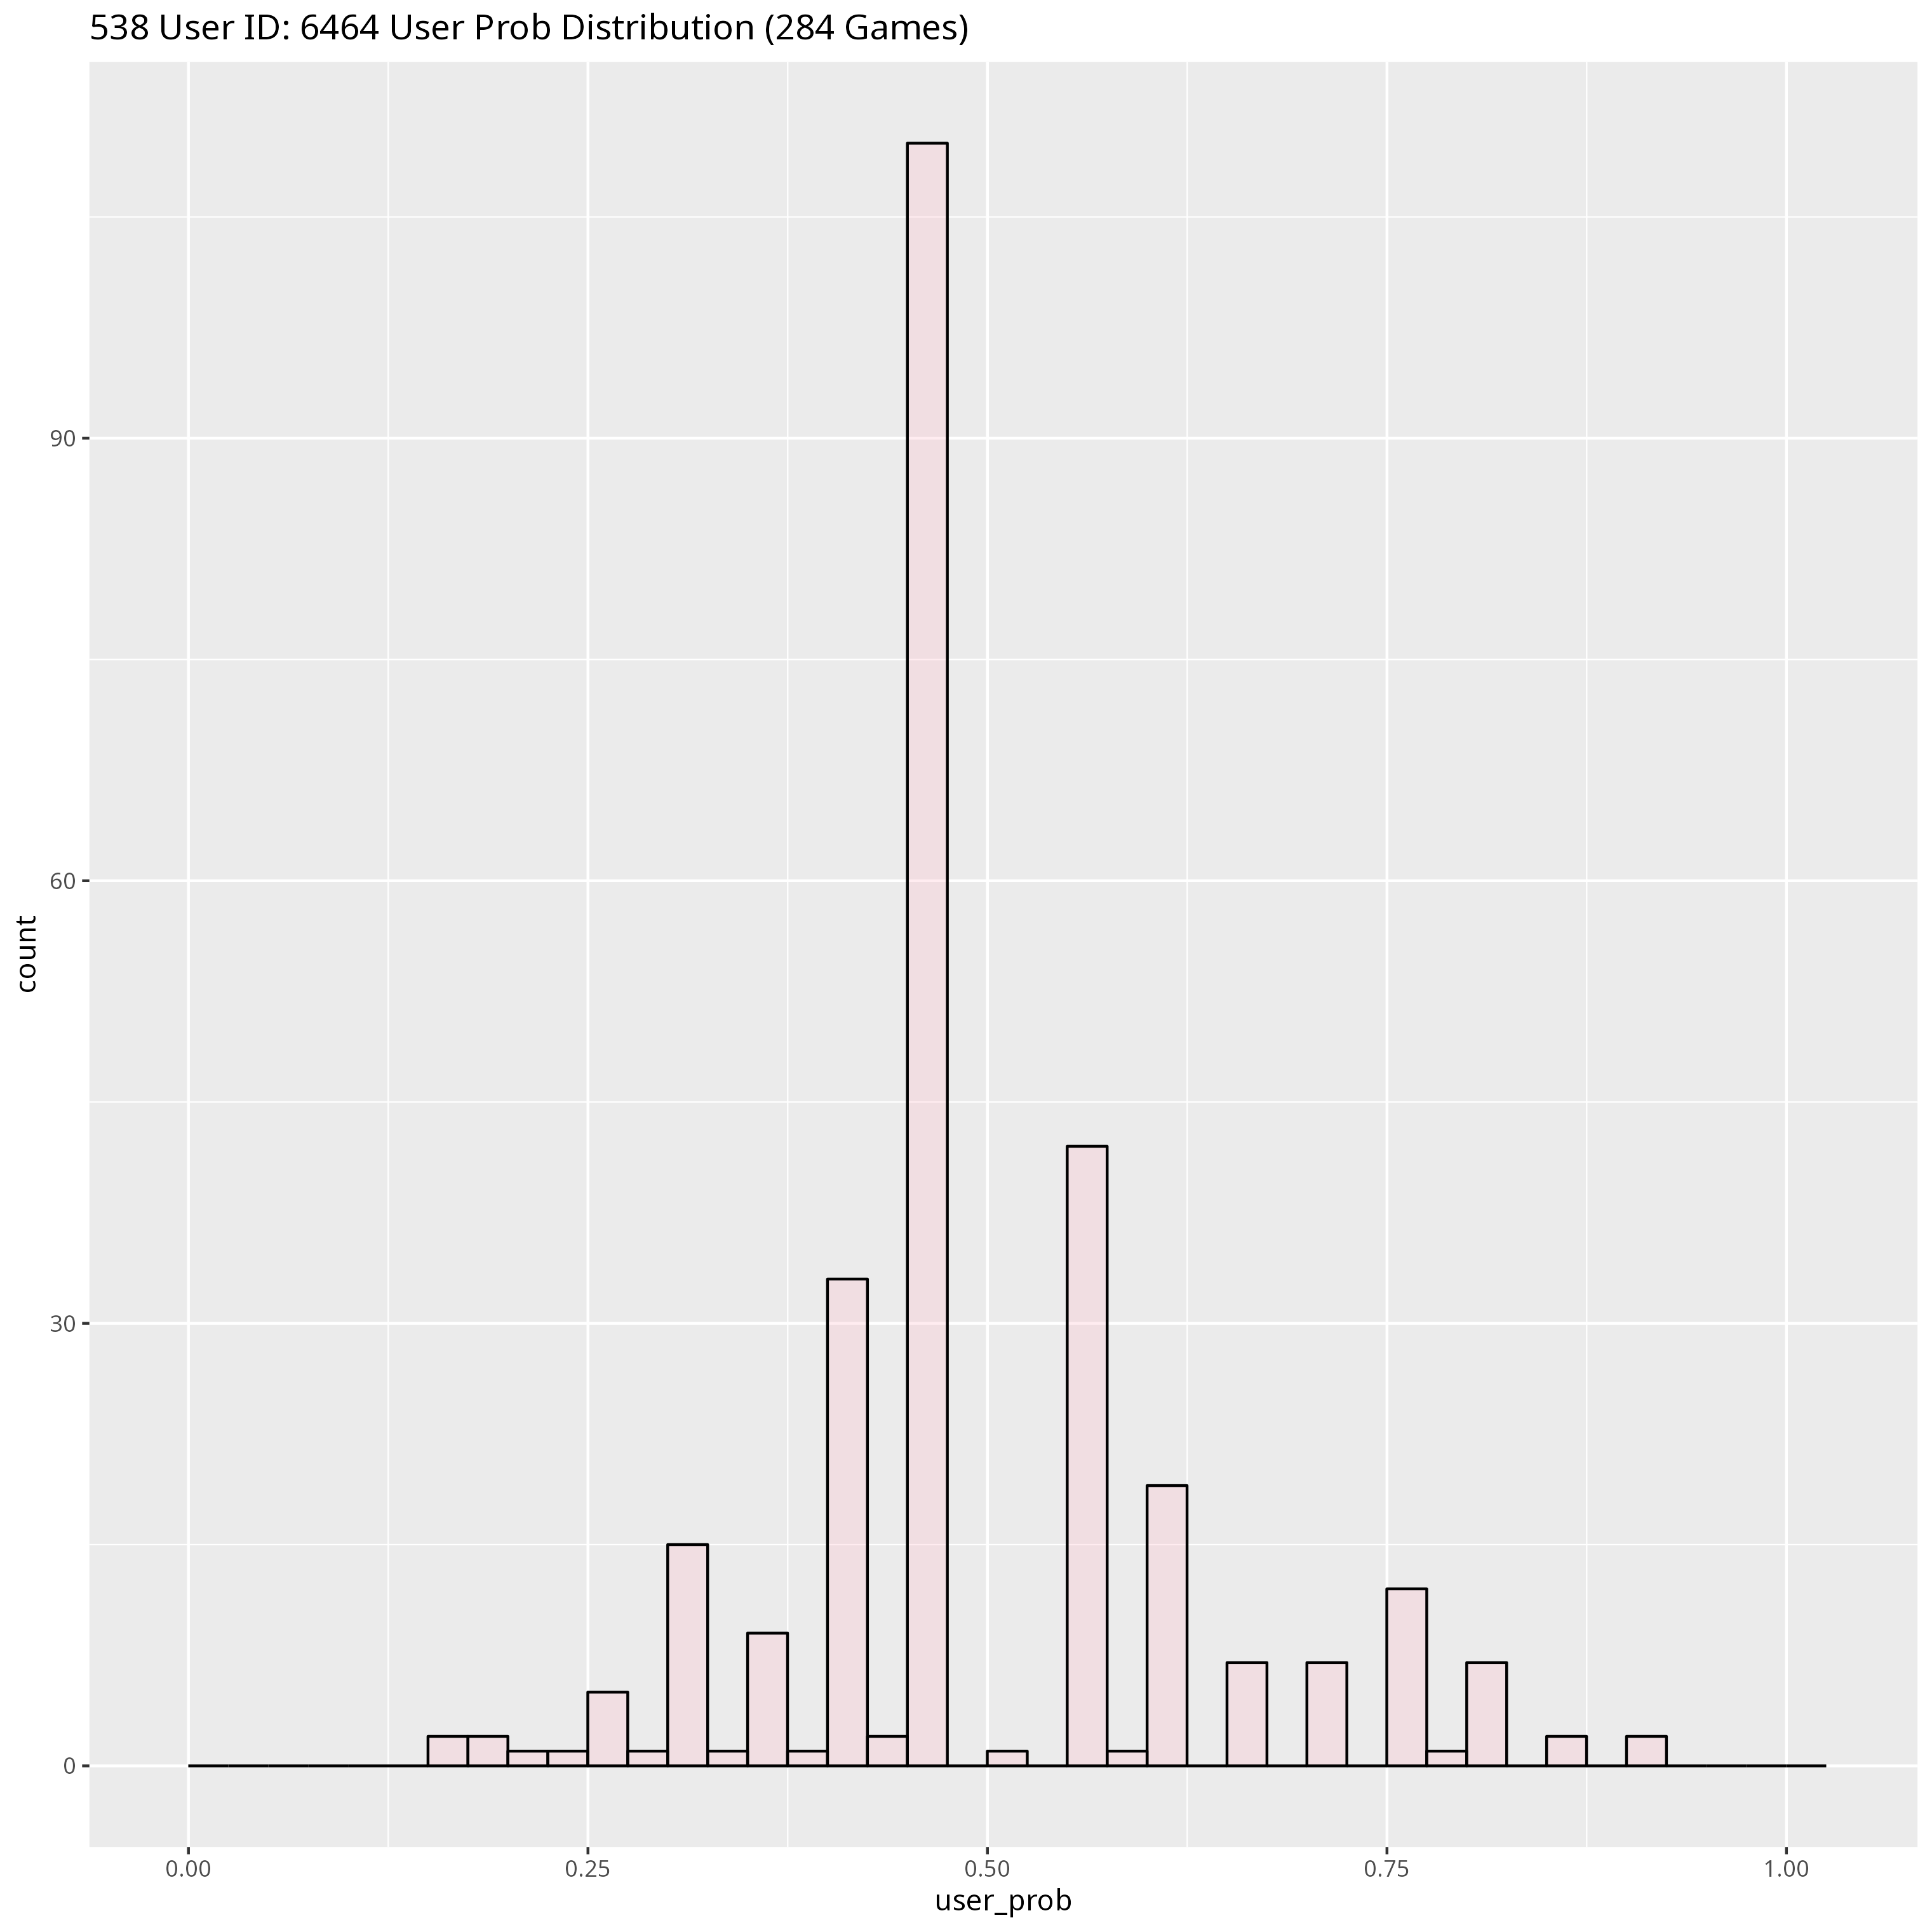 538 User ID: 6464 User Prob Distribution (284 Games)
count
90
60
30
0
0.00 0.25 0.50 0.75 1.00
user_prob